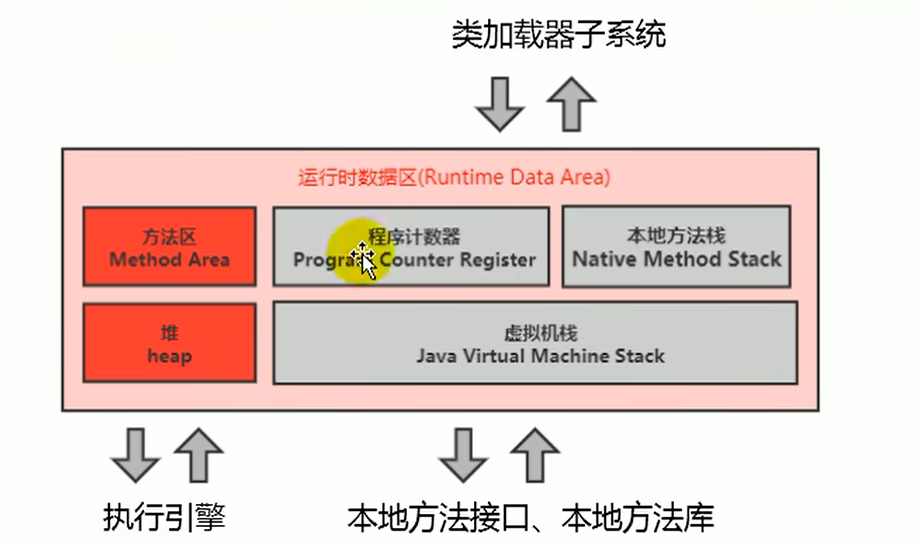 类加载器子系统
运行时数据区(Runtime Data Area)
方法区
Method Area
程序计数器
Program Counter Register
本地方法栈
Native Method Stack
堆
heap
虚拟机栈
Java Virtual Machine Stack
执行引擎
本地方法接口、本地方法库